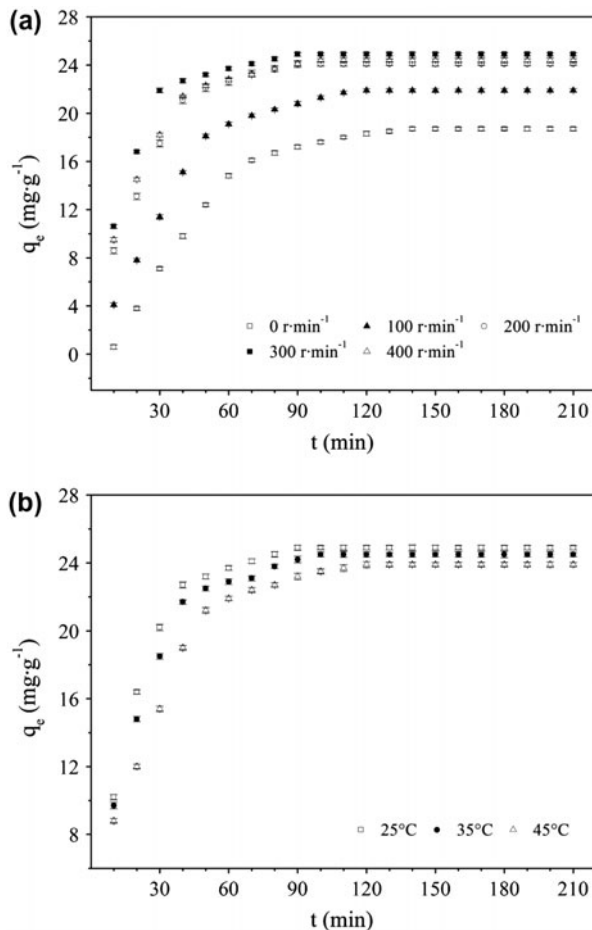 (a)
28
24
20
16
12
8
4
0
qe (mg·g⁻¹)
0 r·min⁻¹ 100 r·min⁻¹ 200 r·min⁻¹
300 r·min⁻¹ 400 r·min⁻¹
30 60 90 120 150 180 210
t (min)
(b)
28
24
20
16
12
8
qe (mg·g⁻¹)
25°C 35°C 45°C
30 60 90 120 150 180 210
t (min)